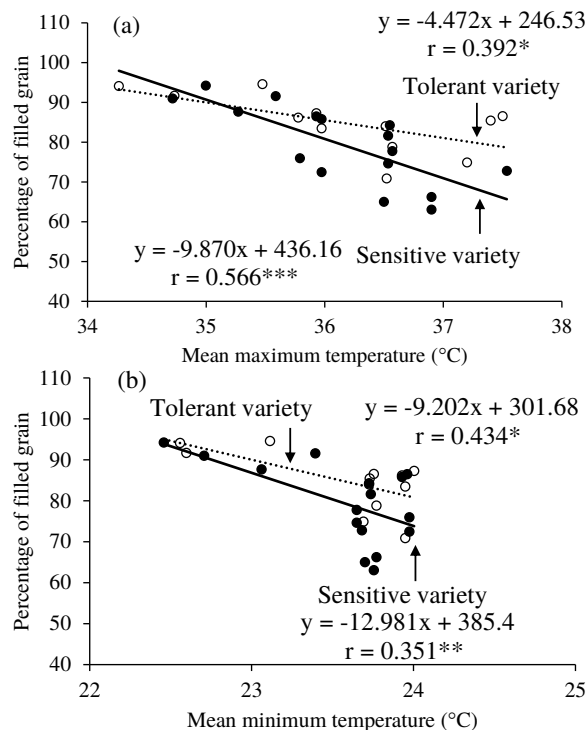 (a)
y = -4.472x + 246.53
r = 0.392*
Tolerant variety
Percentage of filled grain
110
100
90
80
70
60
50
40
y = -9.870x + 436.16
r = 0.566***
Sensitive variety
34
35
36
37
38
Mean maximum temperature (°C)
(b)
Tolerant variety
y = -9.202x + 301.68
r = 0.434*
Percentage of filled grain
110
100
90
80
70
60
50
40
Sensitive variety
y = -12.981x + 385.4
r = 0.351**
22
23
24
25
Mean minimum temperature (°C)